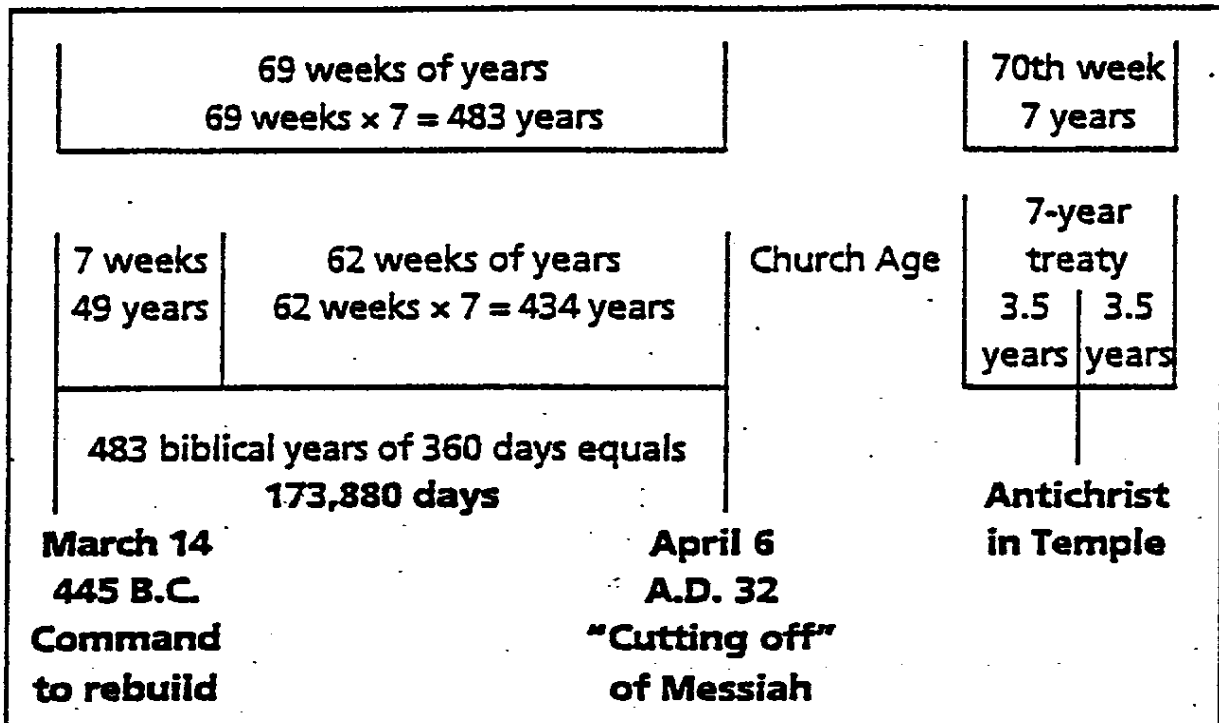 69 weeks of years
69 weeks × 7 = 483 years
70th week
7 years
7 weeks
49 years
62 weeks of years
62 weeks × 7 = 434 years
Church Age
7-year
treaty
3.5
years
3.5
years
483 biblical years of 360 days equals
173,880 days
March 14
445 B.C.
Command
to rebuild
April 6
A.D. 32
"Cutting off"
of Messiah
Antichrist
in Temple